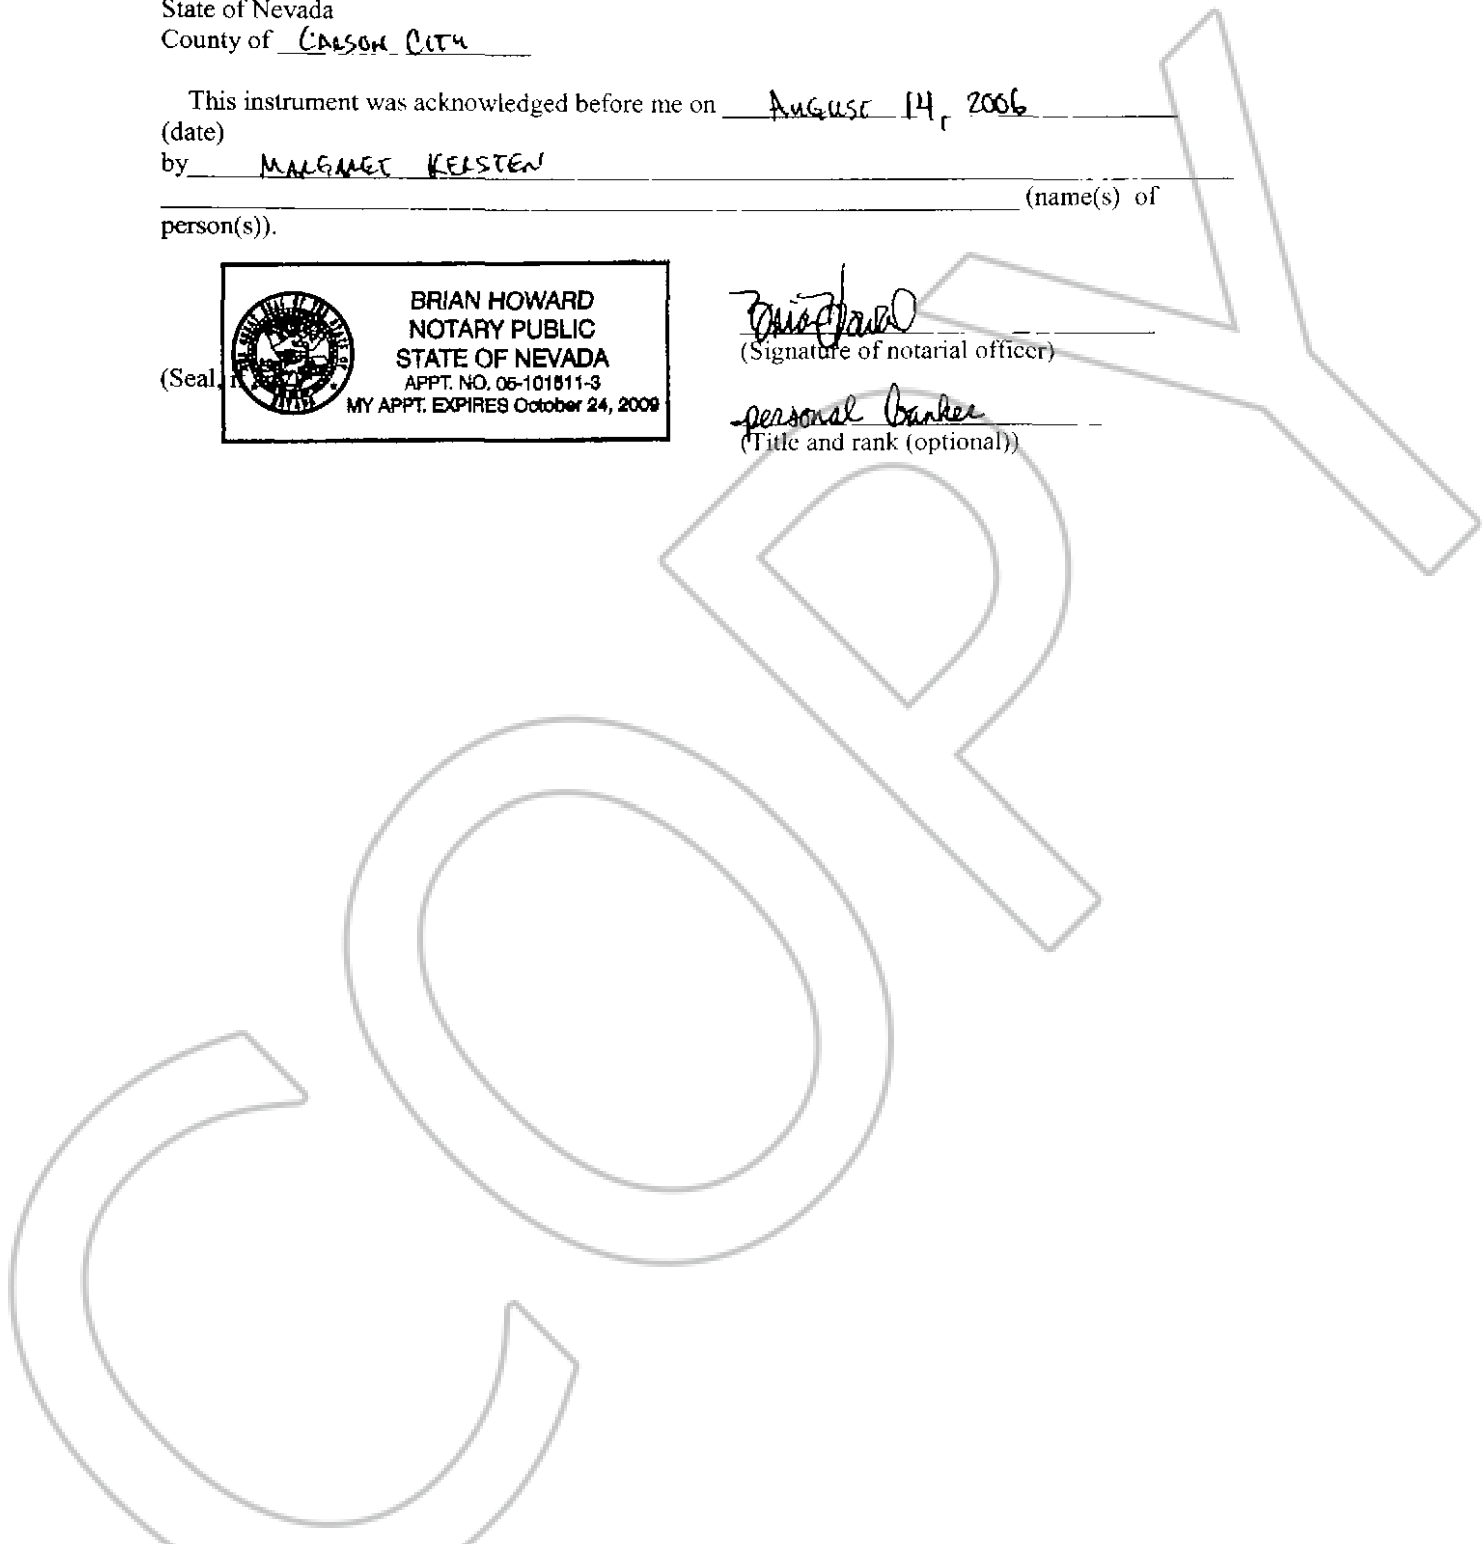 State of Nevada
County of CARSON CITY
This instrument was acknowledged before me on AUGUST 14, 2006
(date)
by MARGARET KERSTEN
(name(s) of
person(s)).
BRIAN HOWARD
NOTARY PUBLIC
STATE OF NEVADA
APPT. NO. 05-101511-3
MY APPT. EXPIRES October 24, 2009
(Seal,
Brian Howard
(Signature of notarial officer)
personal banker
(Title and rank (optional))
COPY